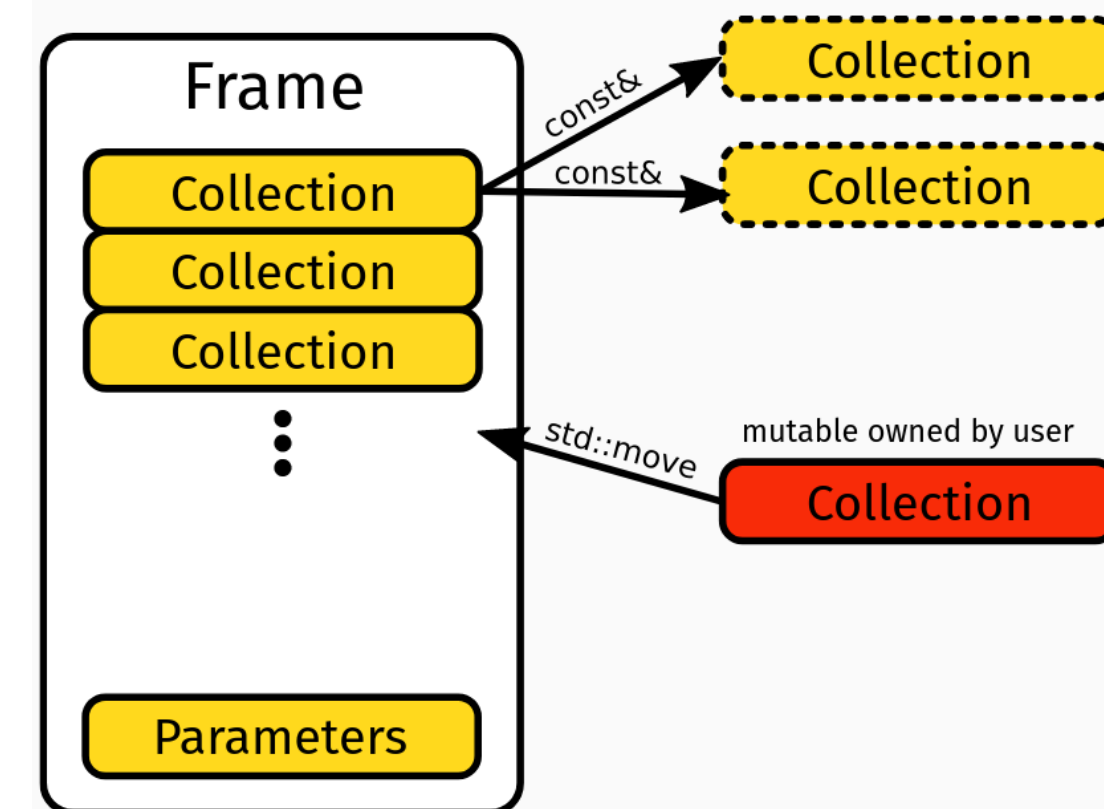 Frame
Collection
Collection
Collection
Parameters
const&
const&
Collection
Collection
std::move
mutable owned by user
Collection